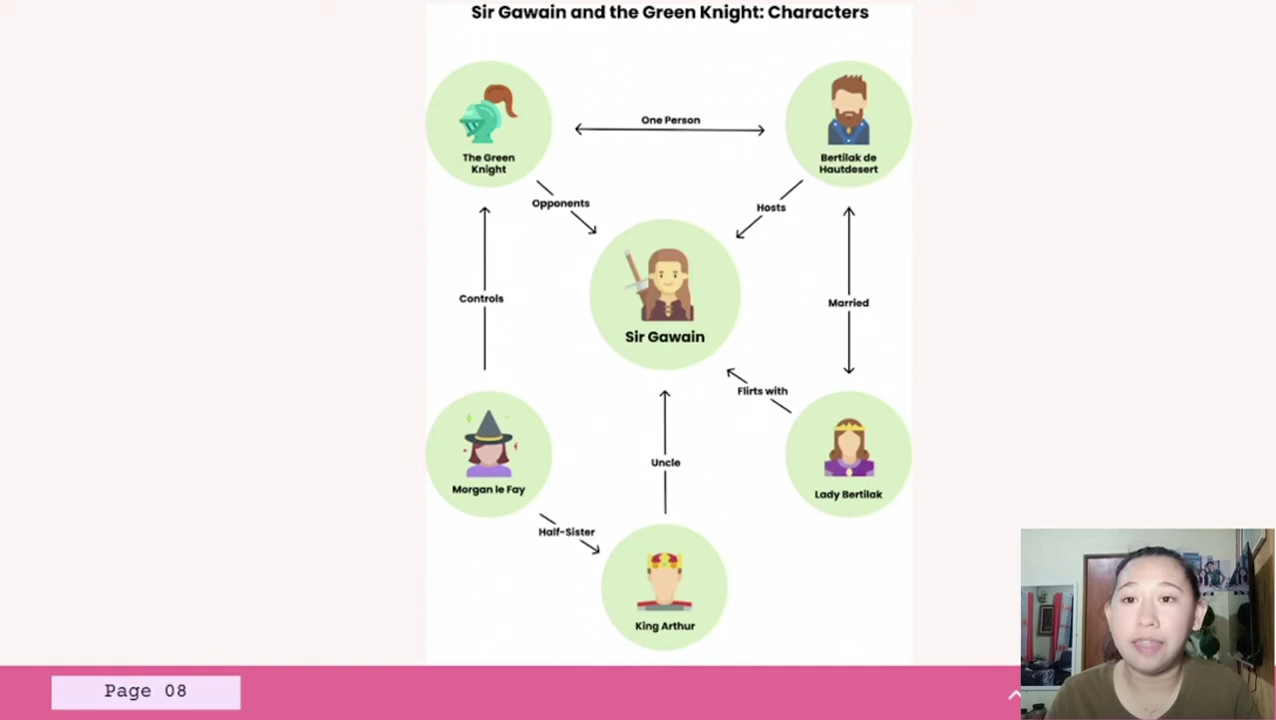 Sir Gawain and the Green Knight: Characters
One Person
The Green
Knight
Bertilak de
Hautdesert
Opponents
Hosts
Controls
Married
Sir Gawain
Flirts with
Uncle
Morgan le Fay
Lady Bertilak
Half-Sister
King Arthur
Page 08